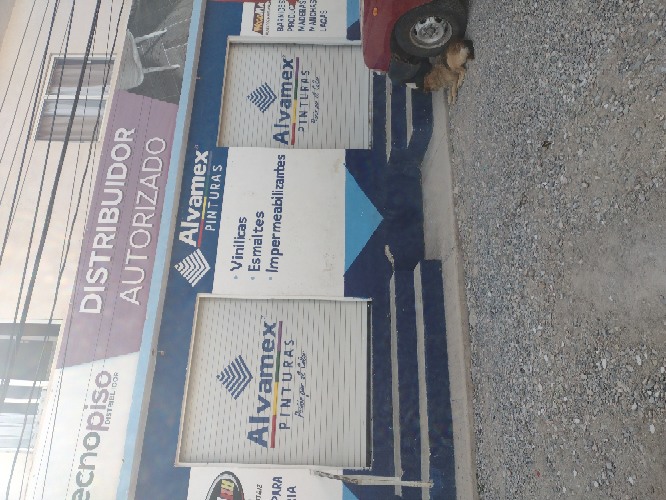 ecnopiso
DISTRIBUIDOR
DISTRIBUIDOR
AUTORIZADO
Alvamex
PINTURAS
• Vinilicas
• Esmaltes
• Impermeabilizantes
Alvamex
PINTURAS
Pasión por el Color
Alvamex
PINTURAS
Pasión por el Color
PARA
RIA
BARNICES
PRODUC
MADERAS
MANCHAS
LACAS